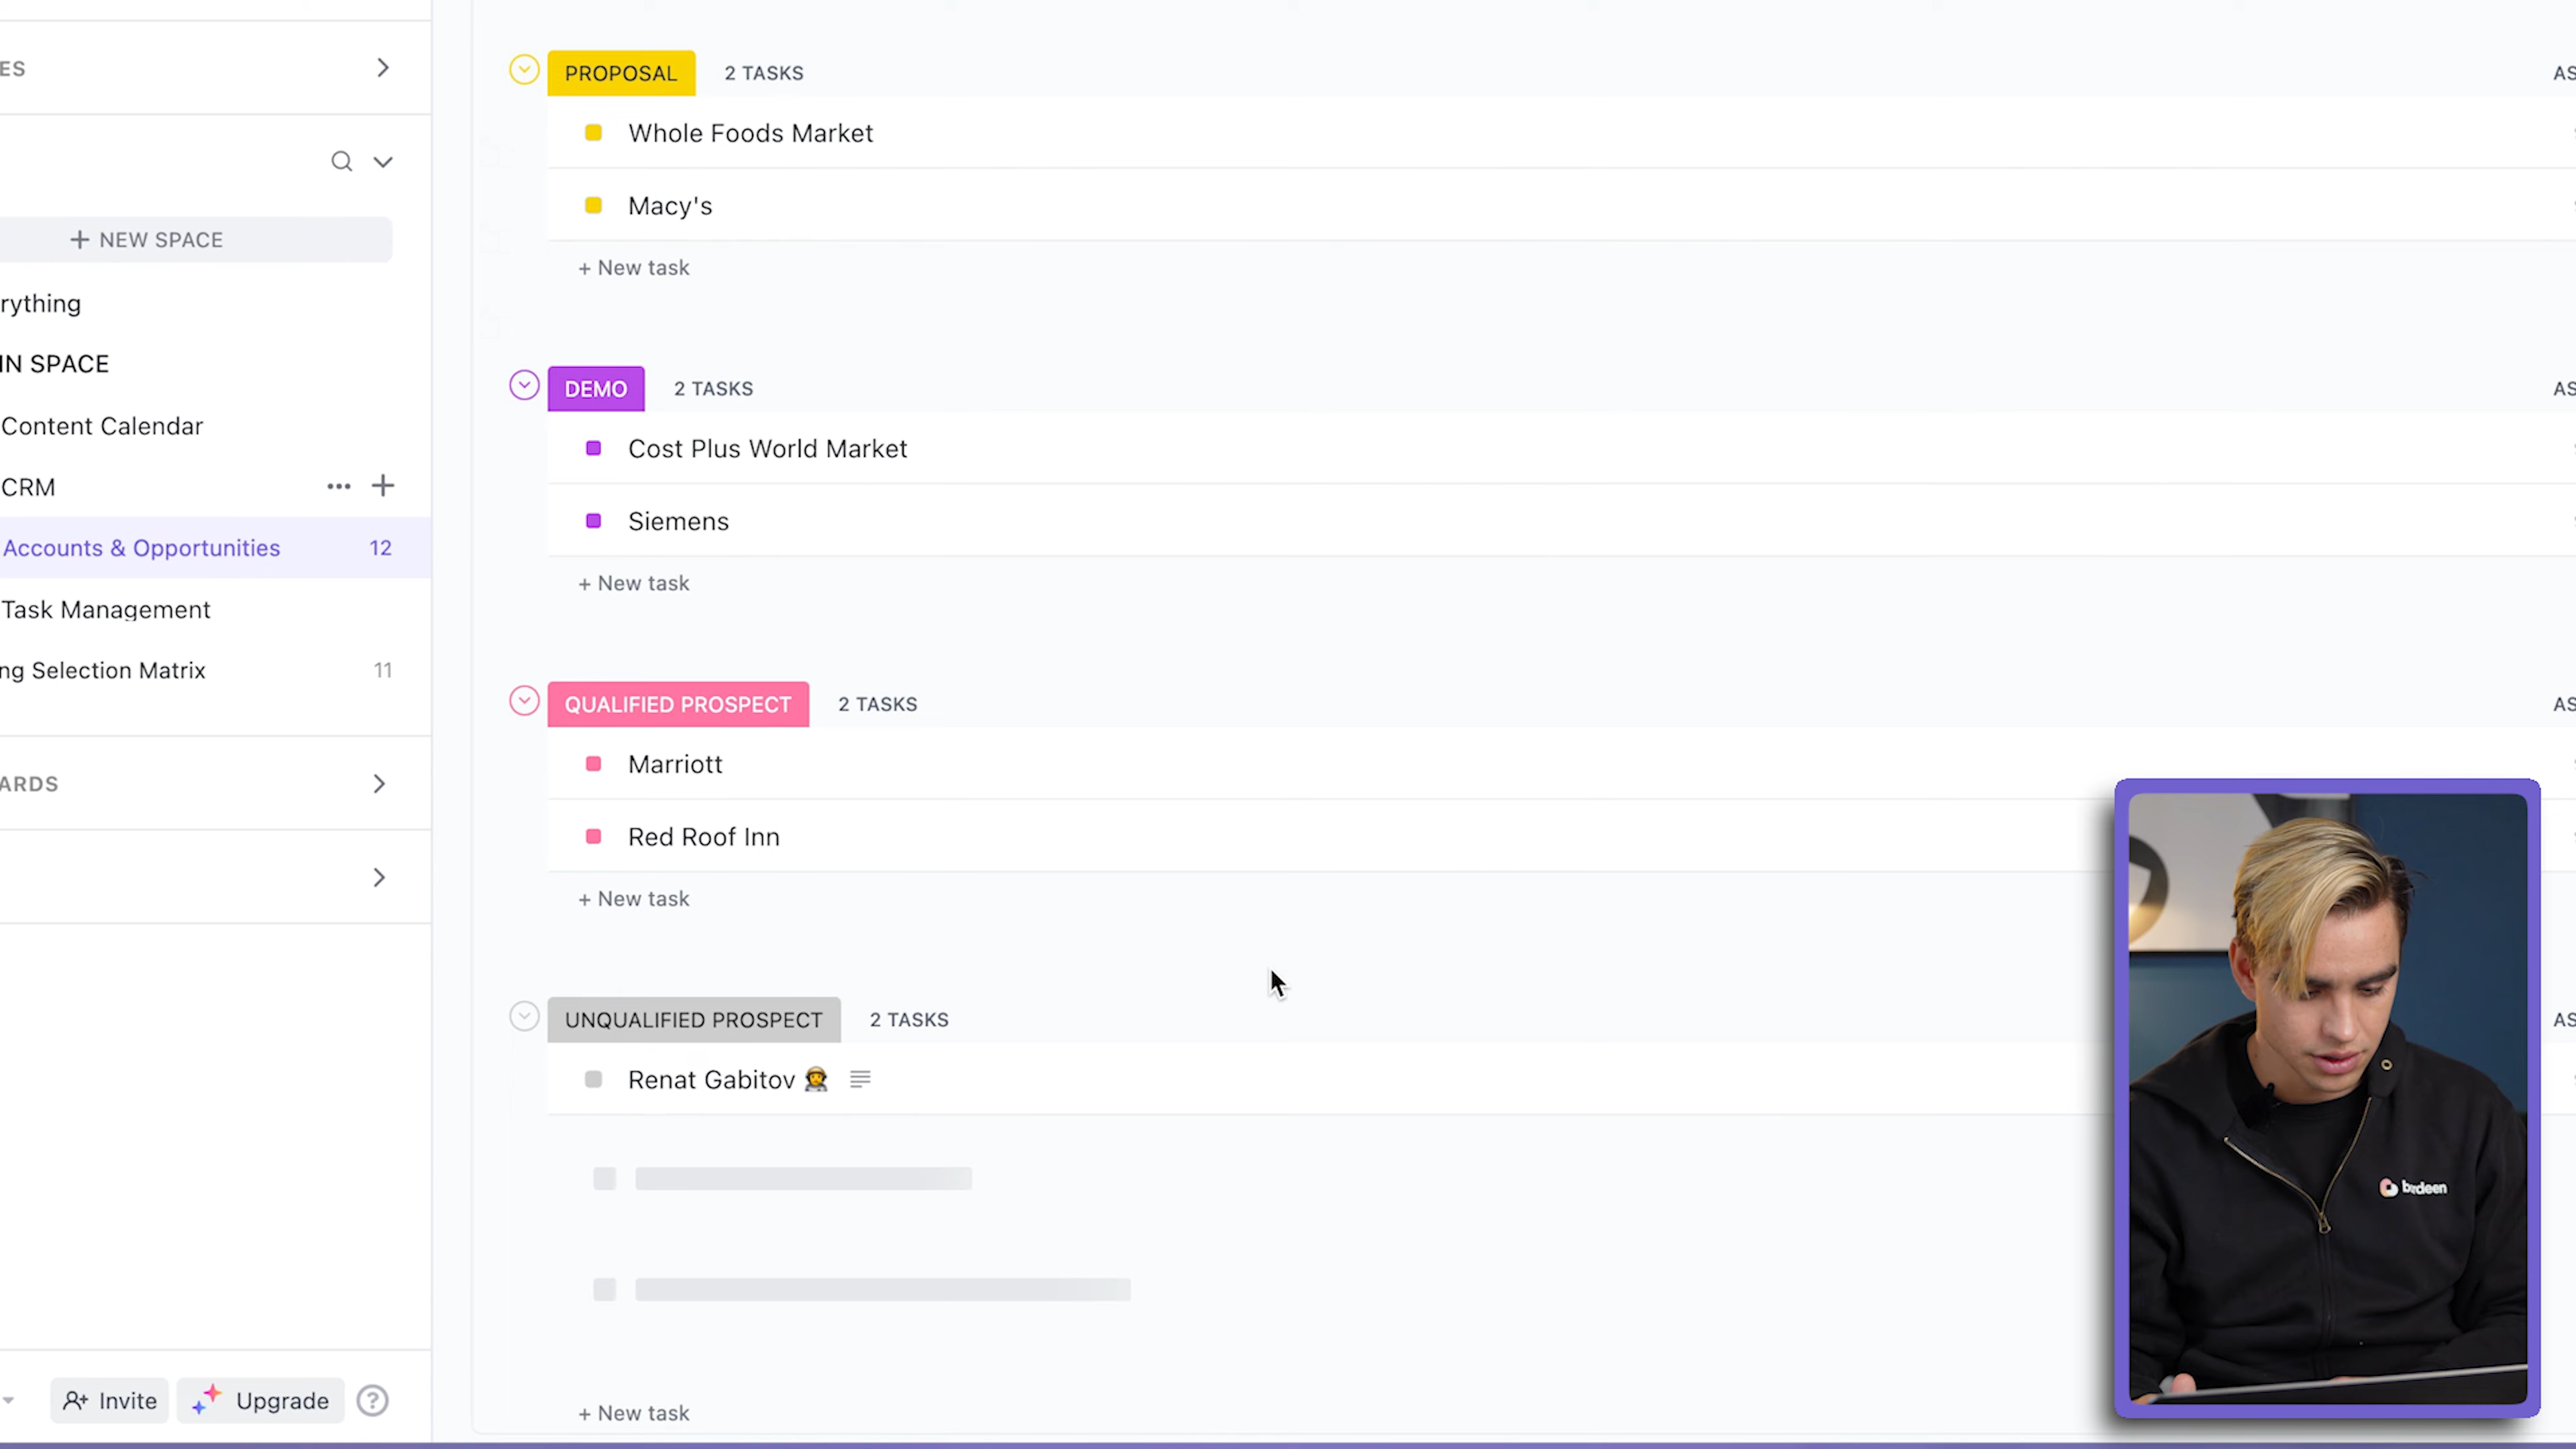 ES
+ NEW SPACE
rything
IN SPACE
Content Calendar
CRM
Accounts & Opportunities 12
Task Management
ng Selection Matrix 11
ARDS
Invite
Upgrade
?
PROPOSAL 2 TASKS AS
Whole Foods Market
Macy's
+ New task
DEMO 2 TASKS AS
Cost Plus World Market
Siemens
+ New task
QUALIFIED PROSPECT 2 TASKS AS
Marriott
Red Roof Inn
+ New task
UNQUALIFIED PROSPECT 2 TASKS AS
Renat Gabitov
+ New task